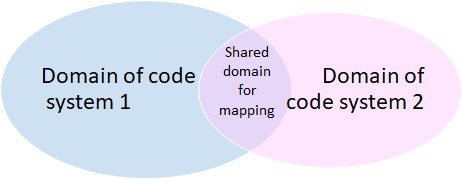 Domain of code
system 1
Shared
domain
for
mapping
Domain of
code system 2